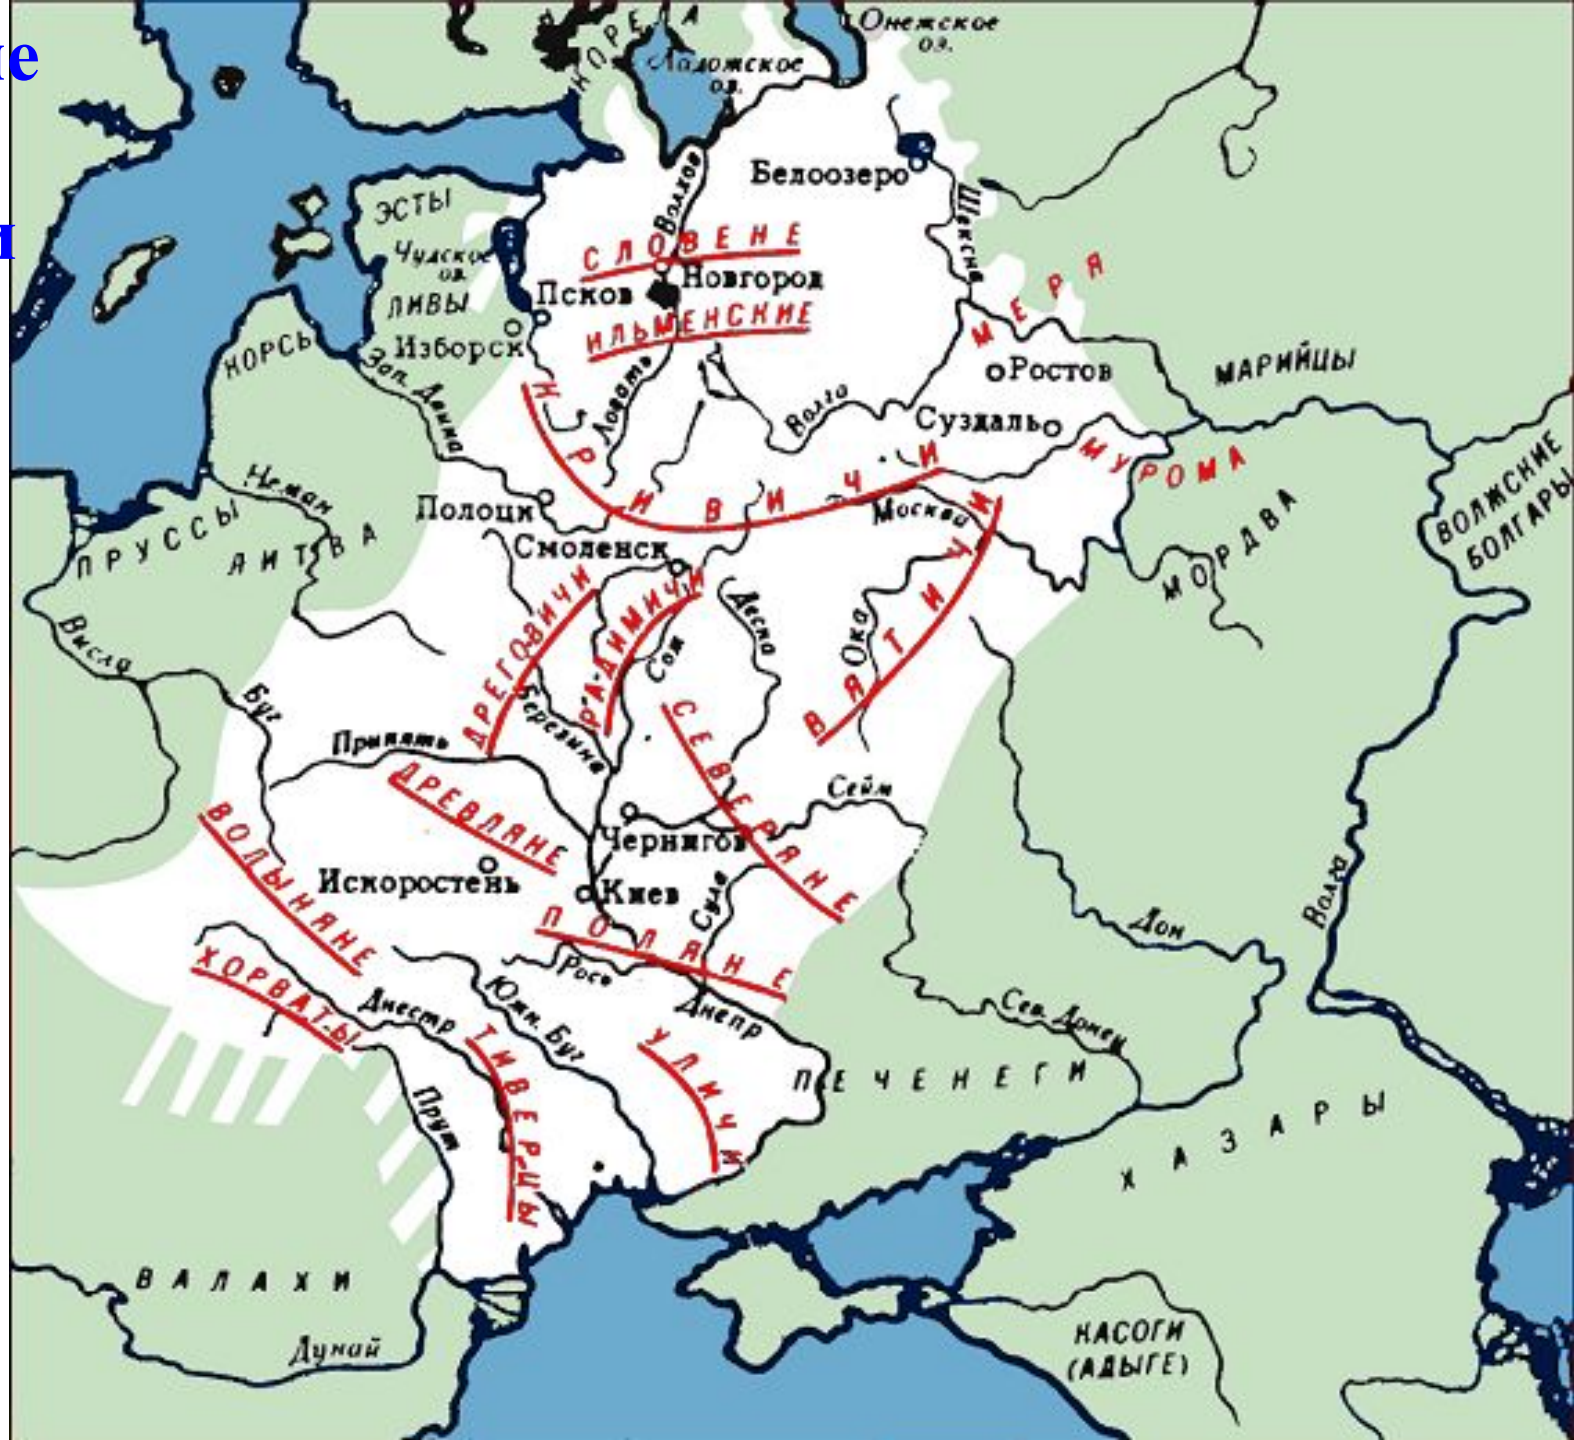 Онежское
оз.
КОРЕЛА
Ладожское
оз.
Белоозеро
Волхов
Шексна
ЭСТЫ
Чудское
оз.
СЛОВЕНЕ
Новгород
ИЛЬМЕНСКИЕ
Псков
ЛИВЫ
Изборск
МЕРЯ
КОРСЬ
Зап. Двина
Ловать
Волга
Ростов
МАРИЙЦЫ
Суздаль
МУРОМА
ВОЛЖСКИЕ
БОЛГАРЫ
МОРДВА
КРИВИЧИ
Неман
ПРУССЫ
ЛИТВА
Полоцк
Москва
Смоленск
ДРЕГОВИЧИ
РАДИМИЧИ
Сож
Десна
Ока
ВЯТИЧИ
Висла
Буг
Березина
Припять
ДРЕВЛЯНЕ
СЕВЕРЯНЕ
Сейм
ВОЛЫНЯНЕ
Чернигов
Искоростень
Киев
Сула
ПОЛЯНЕ
Дон
Волга
ХОРВАТЫ
Рось
Днестр
Южн. Буг
Днепр
Сев. Донец
ТИВЕРЦЫ
УЛИЧИ
ПЕЧЕНЕГИ
ХАЗАРЫ
Прут
ВАЛАХИ
Дунай
КАСОГИ
(АДЫГЕ)